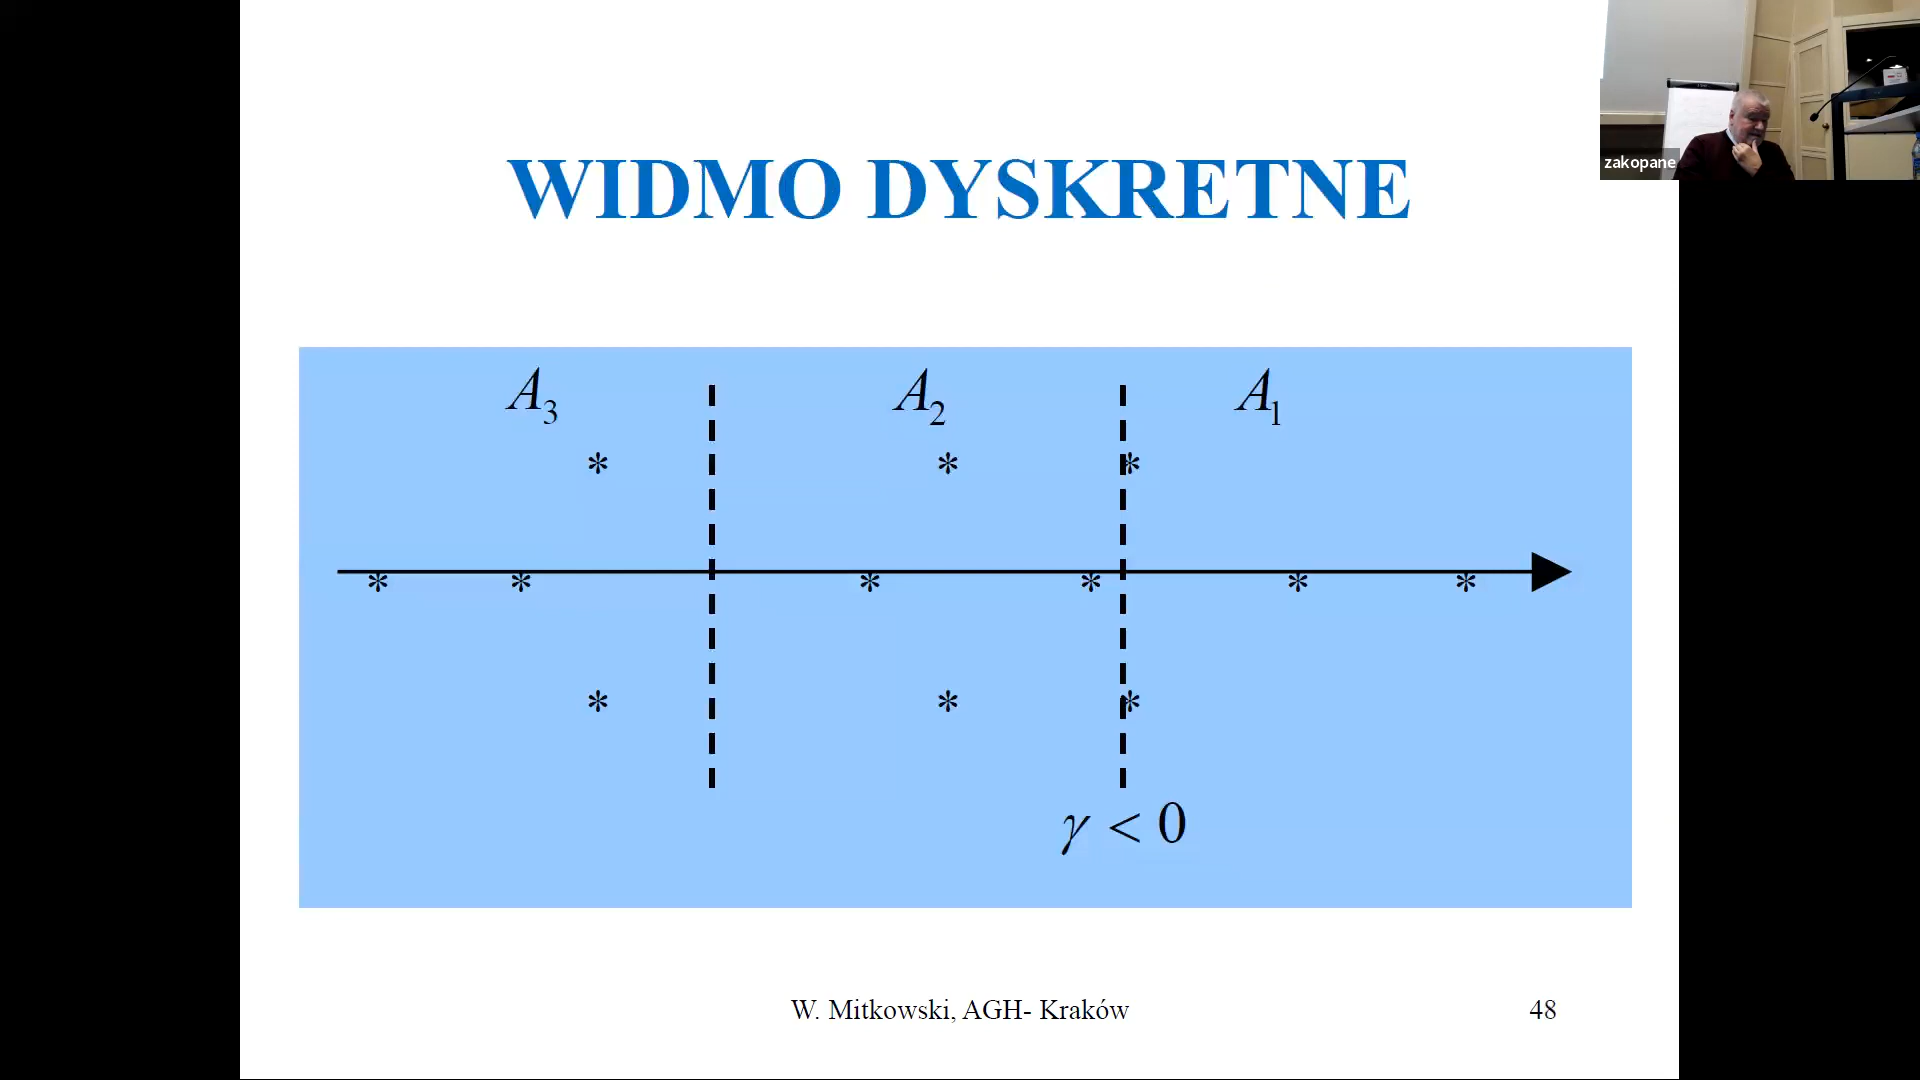 WIDMO DYSKRETNE
zakopane
A₃ A₂ A₁
* * *
* * * * * *
* * *
γ < 0
W. Mitkowski, AGH- Kraków 48